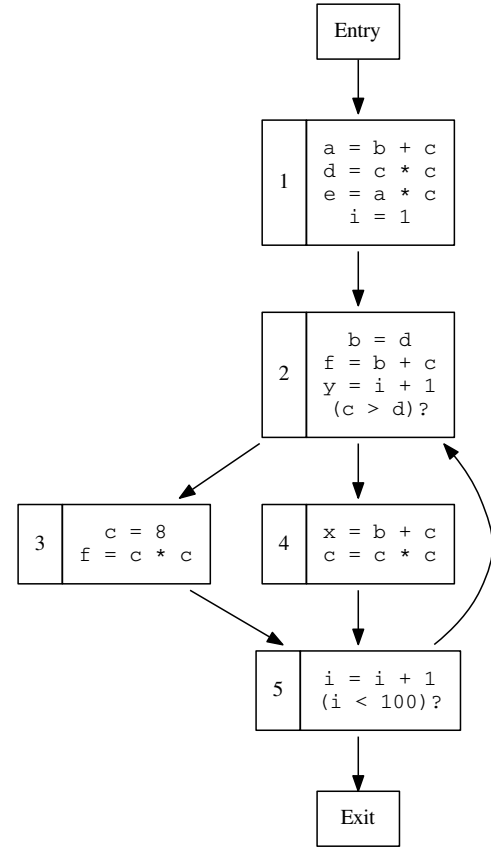 Entry
1
a = b + c
d = c * c
e = a * c
i = 1
2
b = d
f = b + c
y = i + 1
(c > d)?
3
c = 8
f = c * c
4
x = b + c
c = c * c
5
i = i + 1
(i < 100)?
Exit